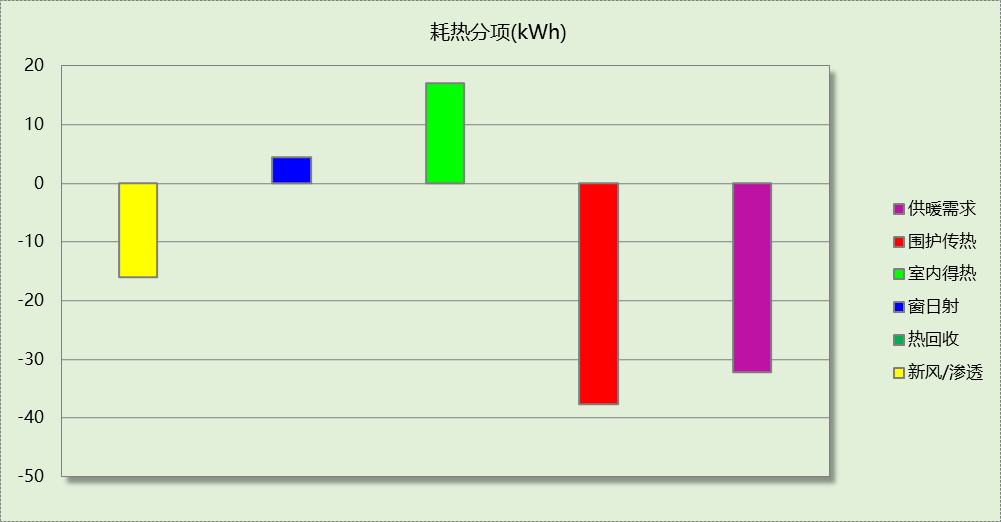 耗热分项(kWh)
20
10
0
-10
-20
-30
-40
-50
供暖需求
围护传热
室内得热
窗日射
热回收
新风/渗透